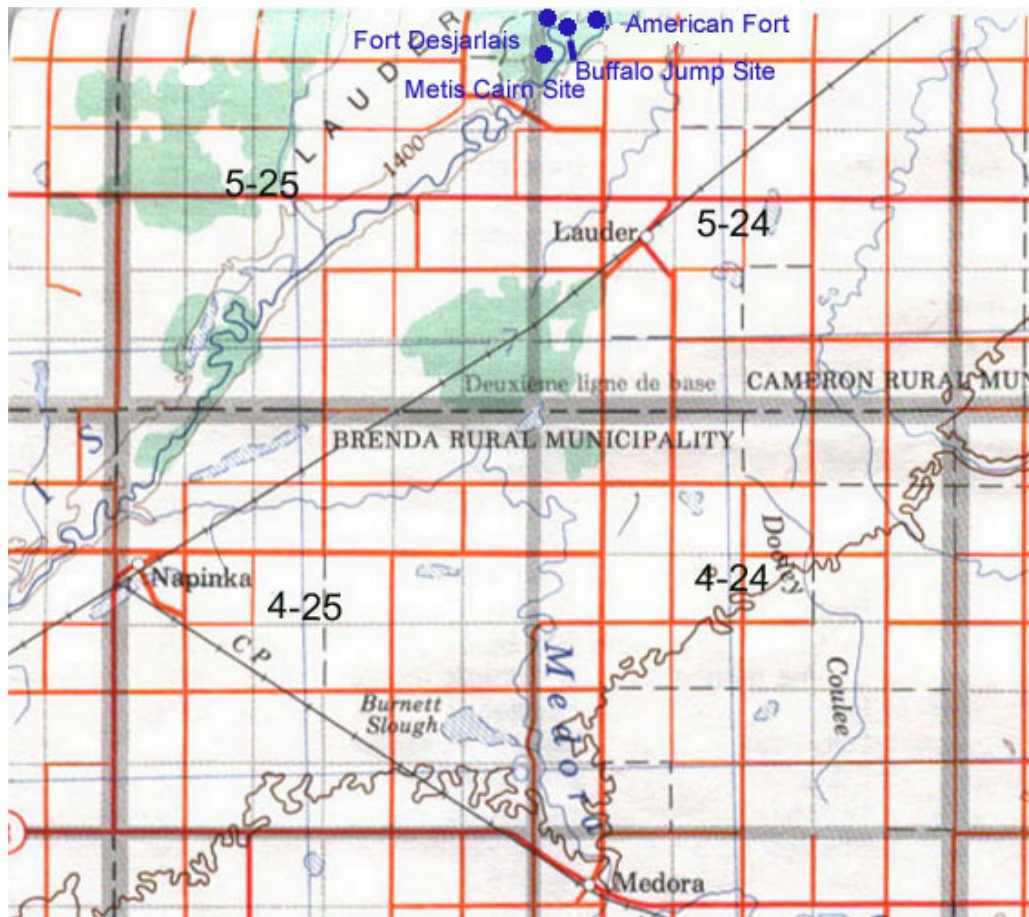 American Fort
Fort Desjarlais
Buffalo Jump Site
Metis Cairn Site
LAUDER
1400
5-25
5-24
Lauder
Deuxième ligne de base
CAMERON RURAL MUN
BRENDA RURAL MUNICIPALITY
S
I
Dooley
Coulee
Napinka
4-24
4-25
CP
Medora
Burnett
Slough
Medora